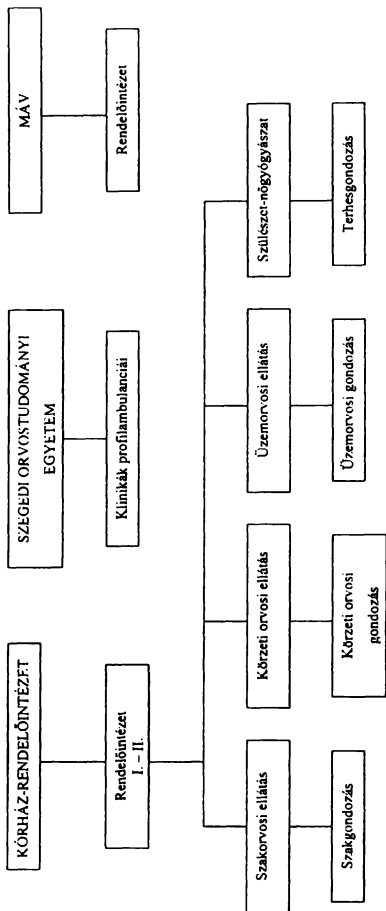 KÓRHÁZ-RENDELŐINTÉZET
SZEGEDI ORVOSTUDOMÁNYI
EGYETEM
MÁV
Rendelőintézet
I. – II.
Klinikák profilambulanciái
Rendelőintézet
Szakorvosi ellátás
Körzeti orvosi ellátás
Üzemorvosi ellátás
Szülészet-nőgyógyászat
Szakgondozás
Körzeti orvosi
gondozás
Üzemorvosi gondozás
Terhesgondozás